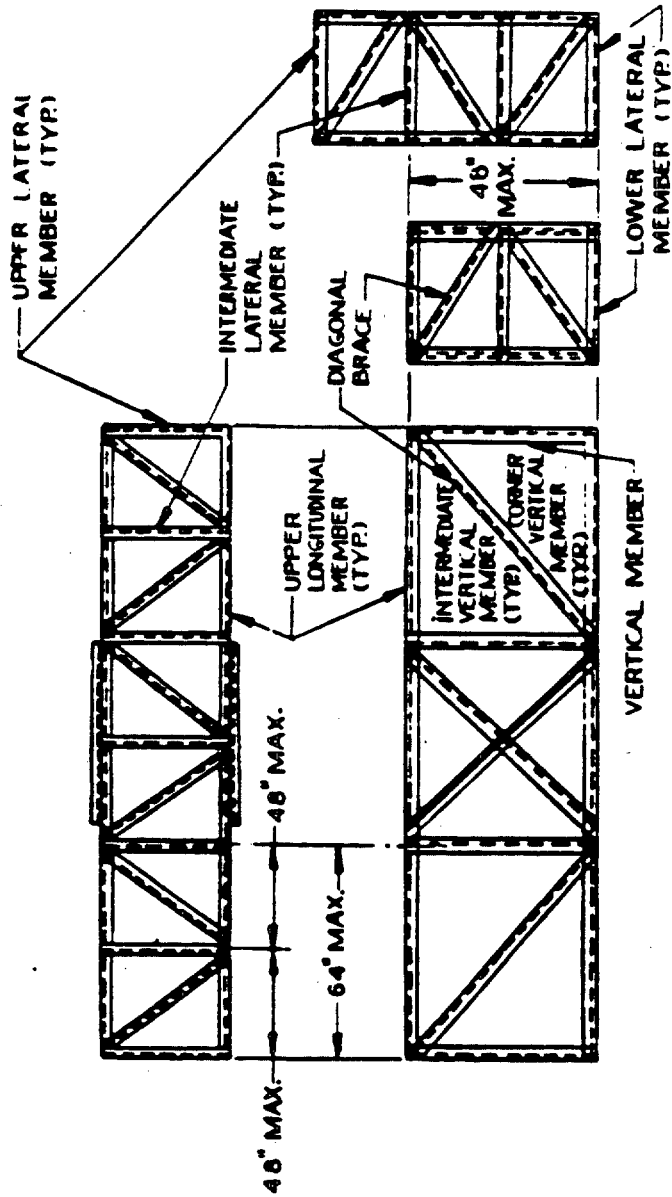 UPPER LATERAL
MEMBER (TYP.)
INTERMEDIATE
LATERAL
MEMBER (TYP.)
UPPER
LONGITUDINAL
MEMBER
(TYP.)
48" MAX.
48" MAX.
64" MAX.
DIAGONAL
BRACE
INTERMEDIATE
VERTICAL
MEMBER
(TYP.)
CORNER
VERTICAL
MEMBER
(TYP.)
VERTICAL MEMBER
48"
MAX.
LOWER LATERAL
MEMBER (TYP.)